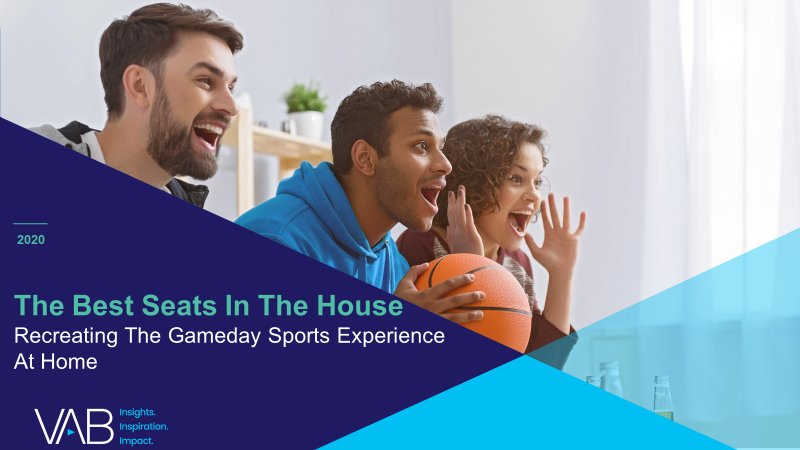 2020
The Best Seats In The House
Recreating The Gameday Sports Experience
At Home
VAB
Insights.
Inspiration.
Impact.